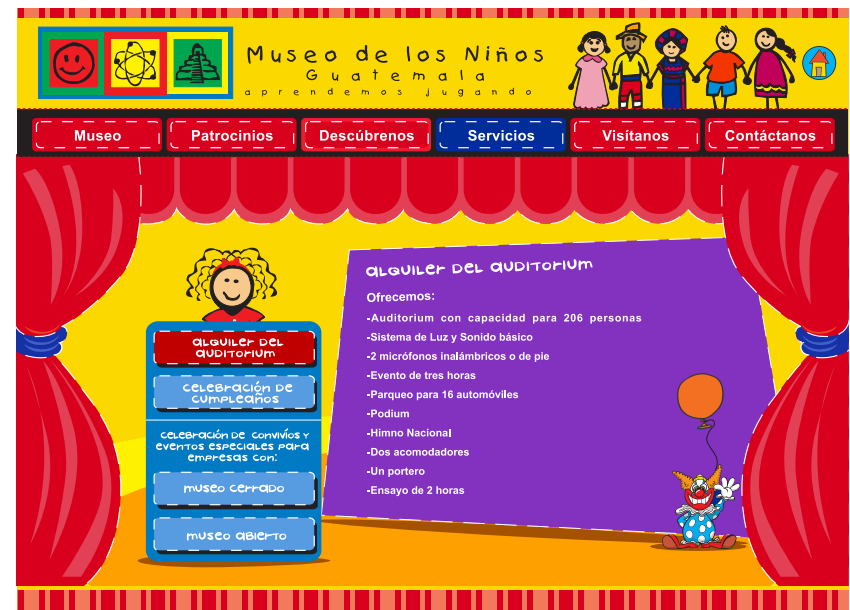 Museo de los Niños
Guatemala
aprendemos jugando
Museo
Patrocinios
Descúbrenos
Servicios
Visítanos
Contáctanos
alquiler del
auditorium
celebración de
cumpleaños
celebración de convivios y
eventos especiales para
empresas con:
museo cerrado
museo abierto
alquiler del auditorium
Ofrecemos:
-Auditorium con capacidad para 206 personas
-Sistema de Luz y Sonido básico
-2 micrófonos inalámbricos o de pie
-Evento de tres horas
-Parqueo para 16 automóviles
-Podium
-Himno Nacional
-Dos acomodadores
-Un portero
-Ensayo de 2 horas